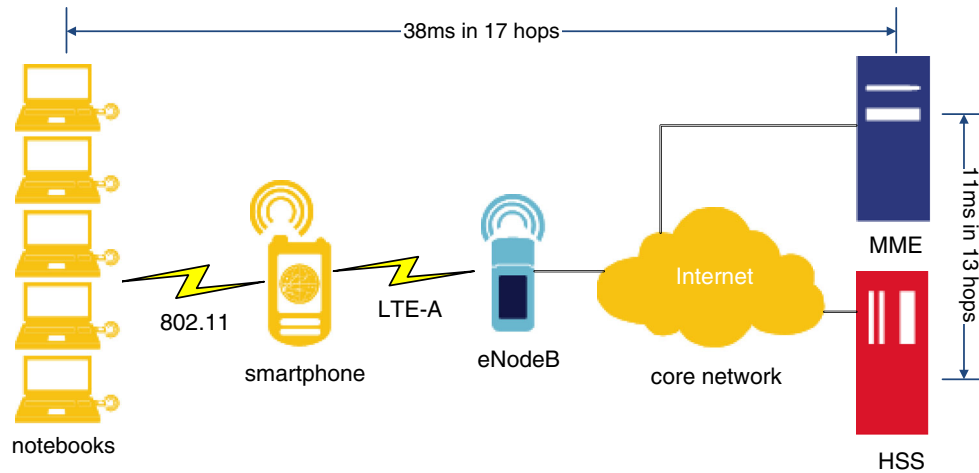 38ms in 17 hops
11ms in 13 hops
MME
Internet
802.11
LTE-A
eNodeB
smartphone
core network
notebooks
HSS